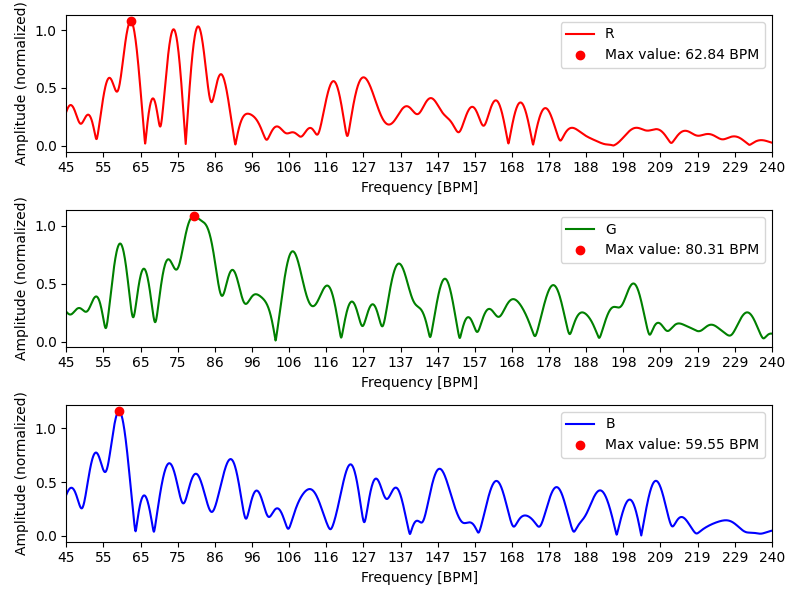 Amplitude (normalized)
1.0
0.5
0.0
R
Max value: 62.84 BPM
45 55 65 75 86 96 106 116 127 137 147 157 168 178 188 198 209 219 229 240
Frequency [BPM]
Amplitude (normalized)
1.0
0.5
0.0
G
Max value: 80.31 BPM
45 55 65 75 86 96 106 116 127 137 147 157 168 178 188 198 209 219 229 240
Frequency [BPM]
Amplitude (normalized)
1.0
0.5
0.0
B
Max value: 59.55 BPM
45 55 65 75 86 96 106 116 127 137 147 157 168 178 188 198 209 219 229 240
Frequency [BPM]